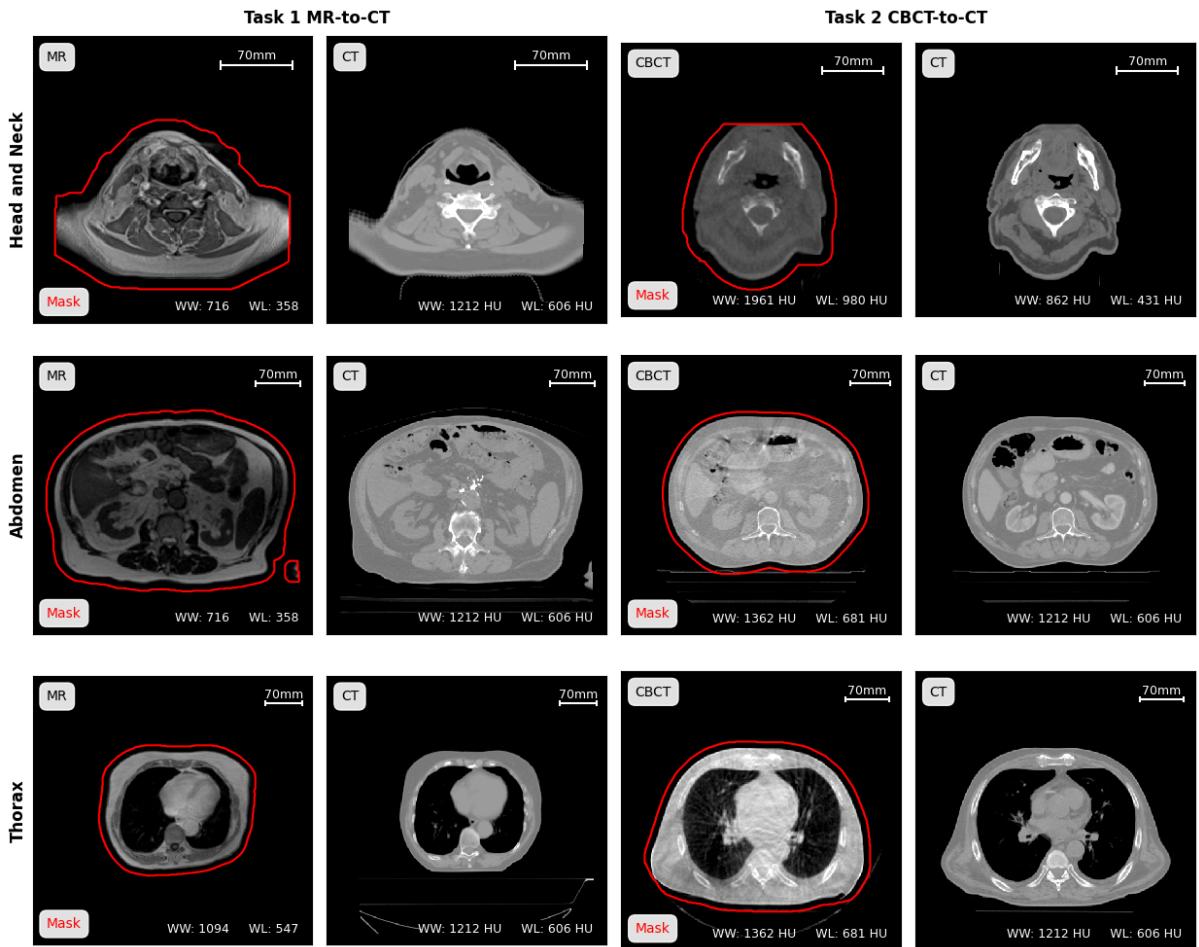 Task 1 MR-to-CT
Task 2 CBCT-to-CT
Head and Neck
MR
70mm
Mask
WW: 716 WL: 358
CT
70mm
WW: 1212 HU WL: 606 HU
CBCT
70mm
Mask
WW: 1961 HU WL: 980 HU
CT
70mm
WW: 862 HU WL: 431 HU
Abdomen
MR
70mm
Mask
WW: 716 WL: 358
CT
70mm
WW: 1212 HU WL: 606 HU
CBCT
70mm
Mask
WW: 1362 HU WL: 681 HU
CT
70mm
WW: 1212 HU WL: 606 HU
Thorax
MR
70mm
Mask
WW: 1094 WL: 547
CT
70mm
WW: 1212 HU WL: 606 HU
CBCT
70mm
Mask
WW: 1362 HU WL: 681 HU
CT
70mm
WW: 1212 HU WL: 606 HU